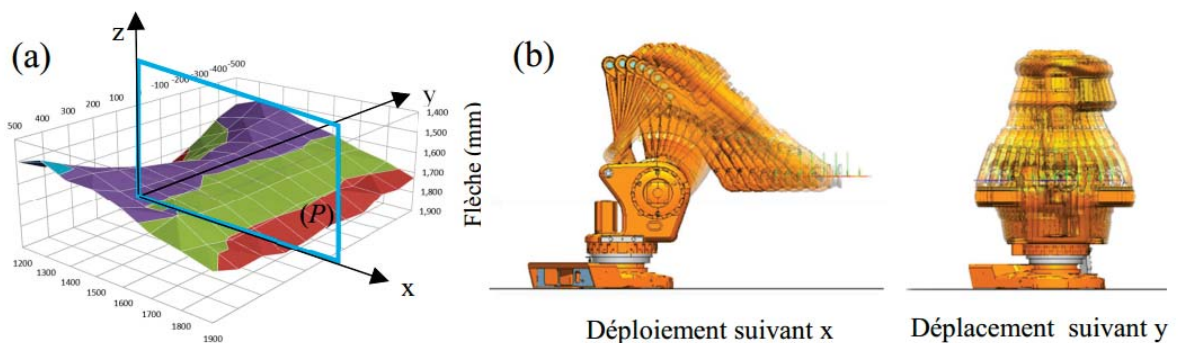 (a)
z
-500
-400
-300
-200
-100
100
200
300
400
500
y
1,400
1,500
1,600
1,700
1,800
1,900
Flèche (mm)
(P)
x
1200
1300
1400
1500
1600
1700
1800
1900
(b)
Déploiement suivant x
Déplacement suivant y